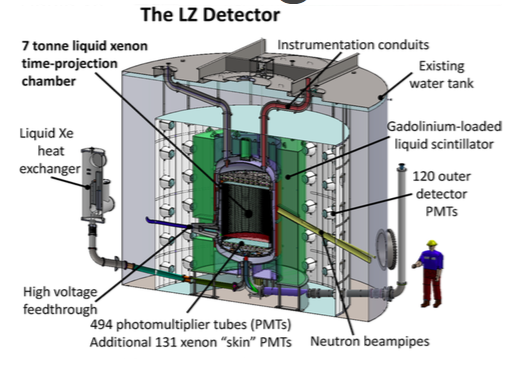 The LZ Detector
7 tonne liquid xenon
time-projection
chamber
Instrumentation conduits
Existing
water tank
Gadolinium-loaded
liquid scintillator
Liquid Xe
heat
exchanger
120 outer
detector
PMTs
High voltage
feedthrough
494 photomultiplier tubes (PMTs)
Additional 131 xenon “skin” PMTs
Neutron beampipes